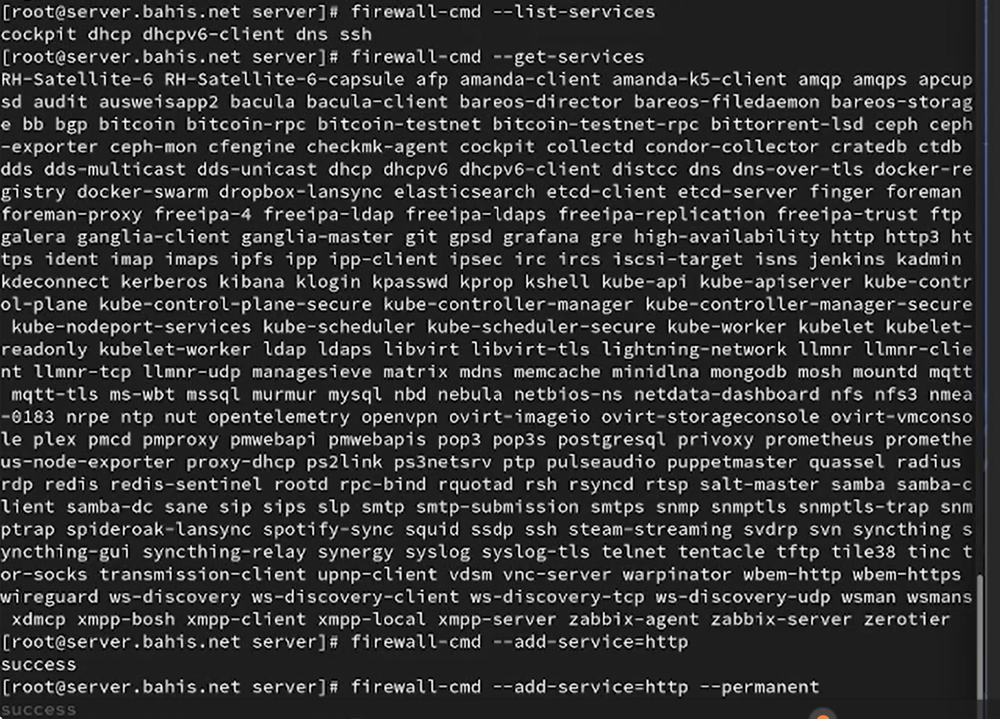 [root@server.bahis.net server]# firewall-cmd --list-services
cockpit dhcp dhcpv6-client dns ssh
[root@server.bahis.net server]# firewall-cmd --get-services
RH-Satellite-6 RH-Satellite-6-capsule afp amanda-client amanda-k5-client amqp amqps apcup
sd audit ausweisapp2 bacula bacula-client bareos-director bareos-filedaemon bareos-storag
e bb bgp bitcoin bitcoin-rpc bitcoin-testnet bitcoin-testnet-rpc bittorrent-lsd ceph ceph
-exporter ceph-mon cfengine checkmk-agent cockpit collectd condor-collector cratedb ctdb
dds dds-multicast dds-unicast dhcp dhcpv6 dhcpv6-client distcc dns dns-over-tls docker-re
gistry docker-swarm dropbox-lansync elasticsearch etcd-client etcd-server finger foreman
foreman-proxy freeipa-4 freeipa-ldap freeipa-ldaps freeipa-replication freeipa-trust ftp
galera ganglia-client ganglia-master git gpsd grafana gre high-availability http http3 ht
tps ident imap imaps ipfs ipp ipp-client ipsec irc ircs iscsi-target isns jenkins kadmin
kdeconnect kerberos kibana klogin kpasswd kprop kshell kube-api kube-apiserver kube-contr
ol-plane kube-control-plane-secure kube-controller-manager kube-controller-manager-secure
kube-nodeport-services kube-scheduler kube-scheduler-secure kube-worker kubelet kubelet-
readonly kubelet-worker ldap ldaps libvirt libvirt-tls lightning-network llmnr llmnr-clie
nt llmnr-tcp llmnr-udp managesieve matrix mdns memcache minidlna mongodb mosh mountd mqtt
mqtt-tls ms-wbt mssql murmur mysql nbd nebula netbios-ns netdata-dashboard nfs nfs3 nmea
-0183 nrpe ntp nut opentelemetry openvpn ovirt-imageio ovirt-storageconsole ovirt-vmconso
le plex pmcd pmproxy pmwebapi pmwebapis pop3 pop3s postgresql privoxy prometheus promethe
us-node-exporter proxy-dhcp ps2link ps3netsrv ptp pulseaudio puppetmaster quassel radius
rdp redis redis-sentinel rootd rpc-bind rquotad rsh rsyncd rtsp salt-master samba samba-c
lient samba-dc sane sip sips slp smtp smtp-submission smtps snmp snmptls snmptls-trap snm
ptrap spideroak-lansync spotify-sync squid ssdp ssh steam-streaming svdrp svn syncthing s
yncthing-gui syncthing-relay synergy syslog syslog-tls telnet tentacle tftp tile38 tinc t
or-socks transmission-client upnp-client vdsm vnc-server warpinator wbem-http wbem-https
wireguard ws-discovery ws-discovery-client ws-discovery-tcp ws-discovery-udp wsman wsmans
xdmcp xmpp-bosh xmpp-client xmpp-local xmpp-server zabbix-agent zabbix-server zerotier
[root@server.bahis.net server]# firewall-cmd --add-service=http
success
[root@server.bahis.net server]# firewall-cmd --add-service=http --permanent
success